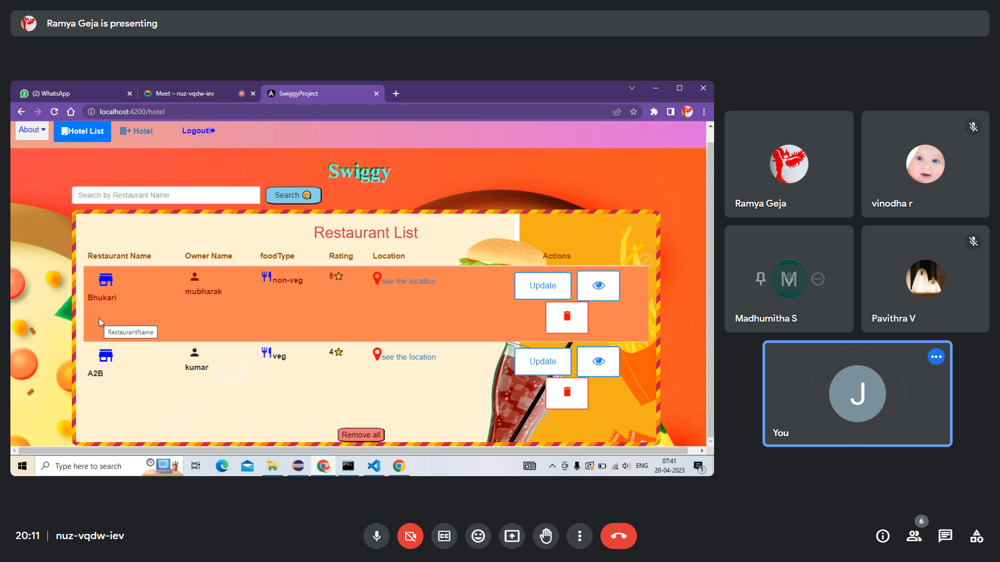 Ramya Geja is presenting
2 (2) WhatsApp
Meet – nuz-vqdw-iev
SwiggyProject
localhost:4200/hotel
About
Hotel List
+ Hotel
Logout
Swiggy
Search by Restaurant Name
Search
Restaurant List
Restaurant Name Owner Name foodType Rating Location Actions
Bhukari mubharak non-veg 5 see the location Update
RestaurantName
A2B kumar veg 4 see the location Update
Remove all
Type here to search
ENG
07:41
20-04-2023
1
Ramya Geja
vinodha r
M
Madhumitha S
Pavithra V
J
You
20:11 | nuz-vqdw-iev
CC
6